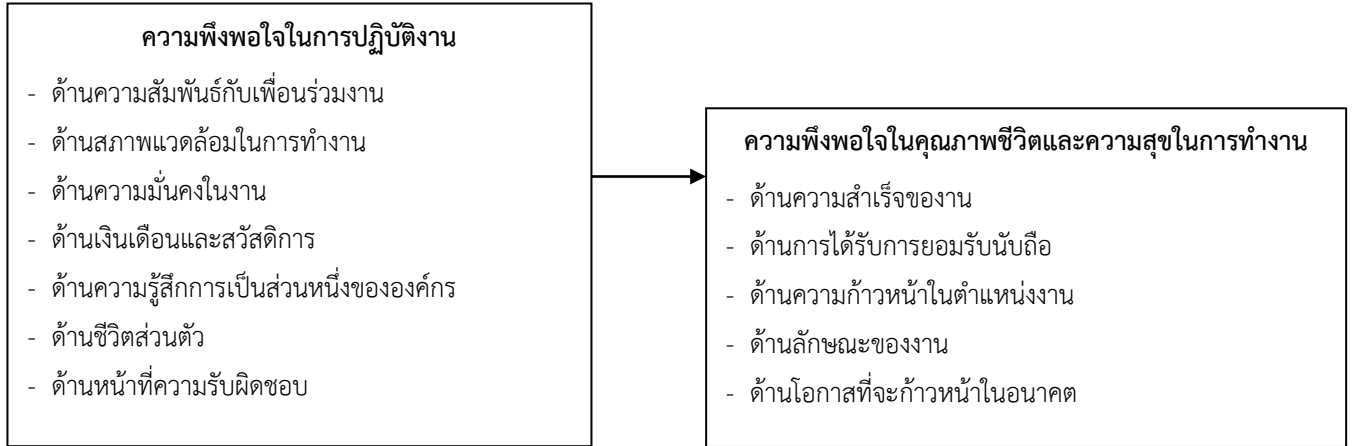 ความพึงพอใจในการปฏิบัติงาน
- ด้านความสัมพันธ์กับเพื่อนร่วมงาน
- ด้านสภาพแวดล้อมในการทำงาน
- ด้านความมั่นคงในงาน
- ด้านเงินเดือนและสวัสดิการ
- ด้านความรู้สึกการเป็นส่วนหนึ่งขององค์กร
- ด้านชีวิตส่วนตัว
- ด้านหน้าที่ความรับผิดชอบ
ความพึงพอใจในคุณภาพชีวิตและความสุขในการทำงาน
- ด้านความสำเร็จของงาน
- ด้านการได้รับการยอมรับนับถือ
- ด้านความก้าวหน้าในตำแหน่งงาน
- ด้านลักษณะของงาน
- ด้านโอกาสที่จะก้าวหน้าในอนาคต